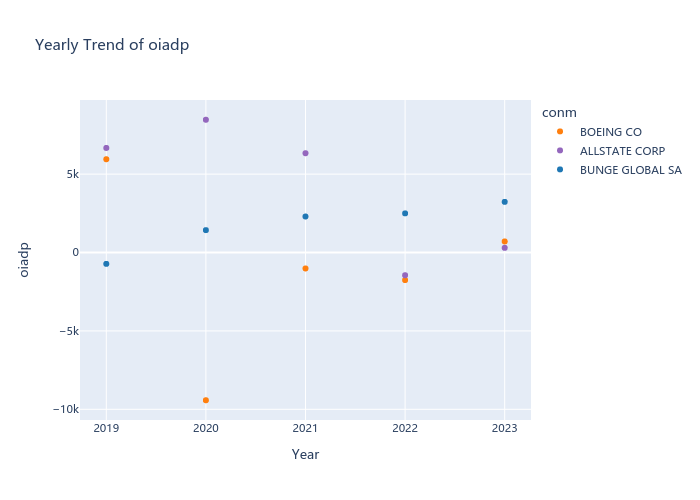 Yearly Trend of oiadp
conm
BOEING CO
ALLSTATE CORP
BUNGE GLOBAL SA
5k
0
−5k
−10k
oiadp
2019 2020 2021 2022 2023
Year